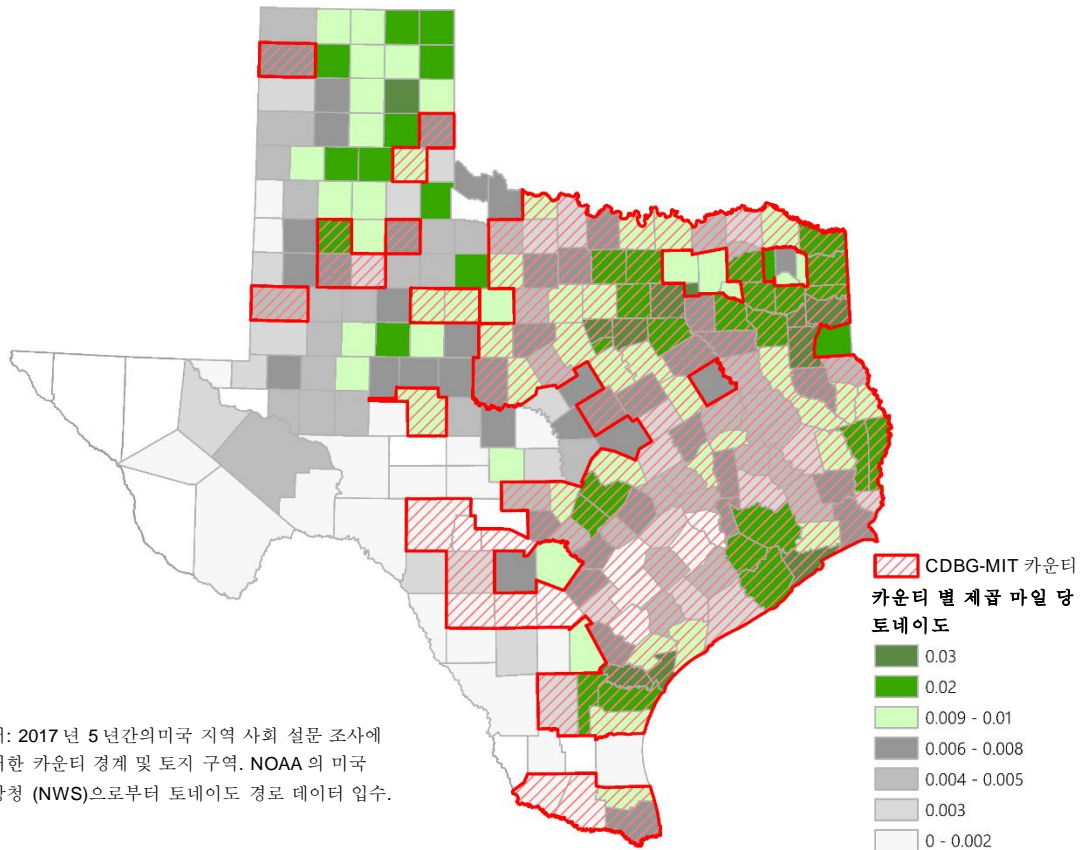 CDBG-MIT 카운티
카운티 별 제곱 마일 당
토네이도
0.03
0.02
0.009 - 0.01
0.006 - 0.008
0.004 - 0.005
0.003
0 - 0.002
: 2017 년 5 년간의미국 지역 사회 설문 조사에
카운티 경계 및 토지 구역. NOAA 의 미국
(NWS)으로부터 토네이도 경로 데이터 입수.